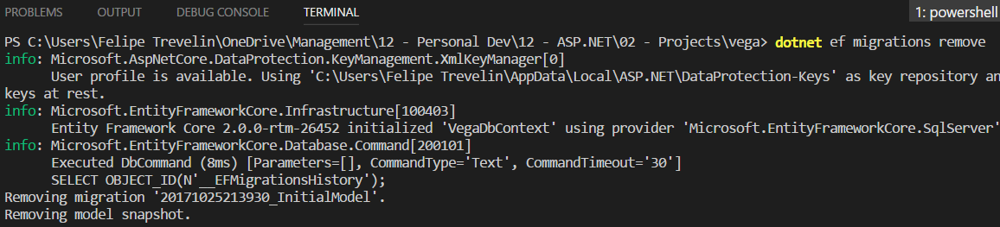 PROBLEMS OUTPUT DEBUG CONSOLE TERMINAL 1: powershell
PS C:\Users\Felipe Trevelin\OneDrive\Management\12 - Personal Dev\12 - ASP.NET\02 - Projects\vega> dotnet ef migrations remove
info: Microsoft.AspNetCore.DataProtection.KeyManagement.XmlKeyManager[0]
User profile is available. Using 'C:\Users\Felipe Trevelin\AppData\Local\ASP.NET\DataProtection-Keys' as key repository an
keys at rest.
info: Microsoft.EntityFrameworkCore.Infrastructure[100403]
Entity Framework Core 2.0.0-rtm-26452 initialized 'VegaDbContext' using provider 'Microsoft.EntityFrameworkCore.SqlServer'
info: Microsoft.EntityFrameworkCore.Database.Command[200101]
Executed DbCommand (8ms) [Parameters=[], CommandType='Text', CommandTimeout='30']
SELECT OBJECT_ID(N'__EFMigrationsHistory');
Removing migration '20171025213930_InitialModel'.
Removing model snapshot.